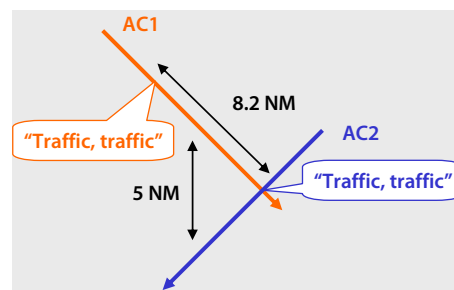 AC1
8.2 NM
AC2
“Traffic, traffic”
“Traffic, traffic”
5 NM